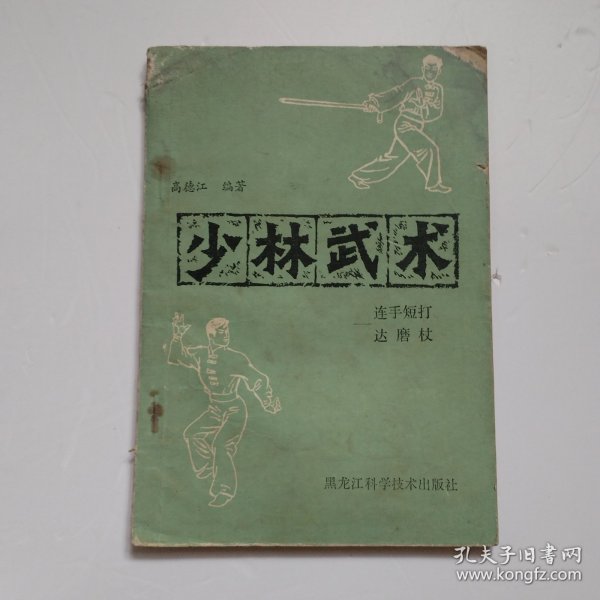 高德江 编著
少林武术
—连手短打
达磨杖
黑龙江科学技术出版社
孔夫子旧书网
www.kongfz.com